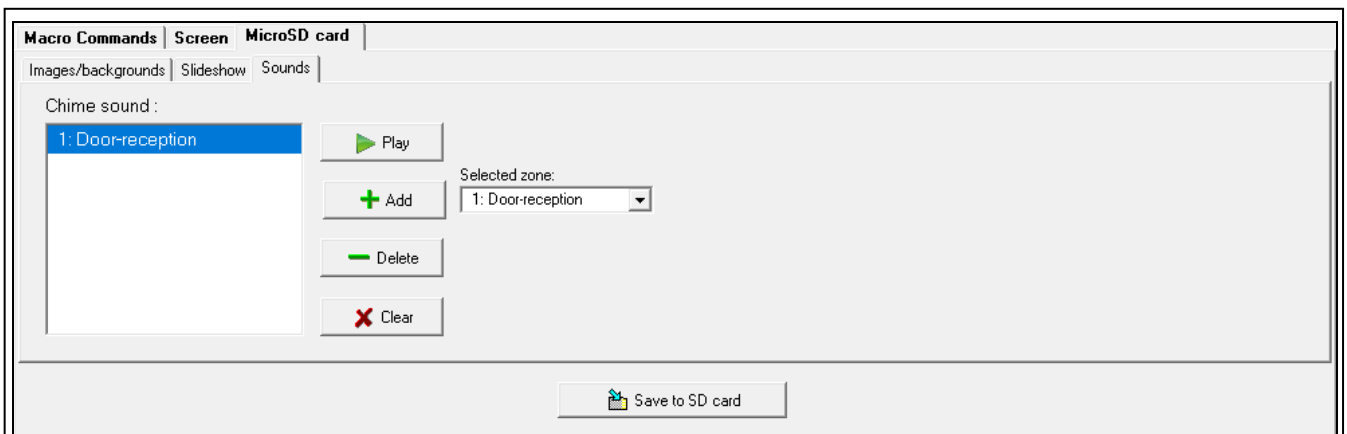 Macro Commands Screen MicroSD card
Images/backgrounds Slideshow Sounds
Chime sound :
1: Door-reception
Play
Selected zone:
Add
1: Door-reception
Delete
Clear
Save to SD card